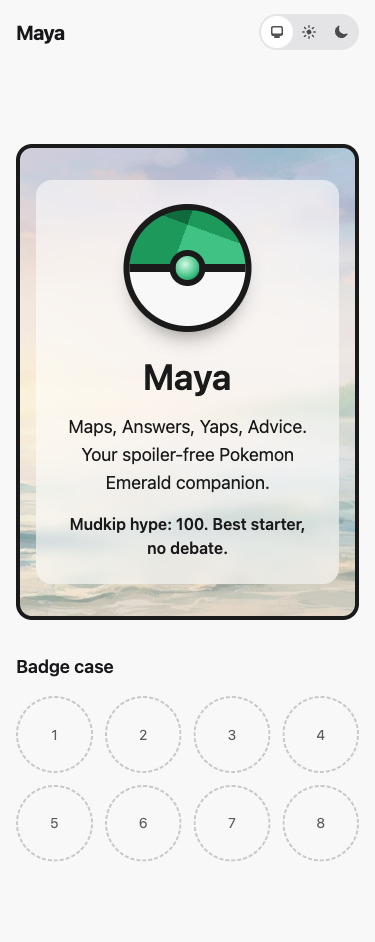 Maya
Maya
Maps, Answers, Yaps, Advice.
Your spoiler-free Pokemon
Emerald companion.
Mudkip hype: 100. Best starter,
no debate.
Badge case
1 2 3 4
5 6 7 8